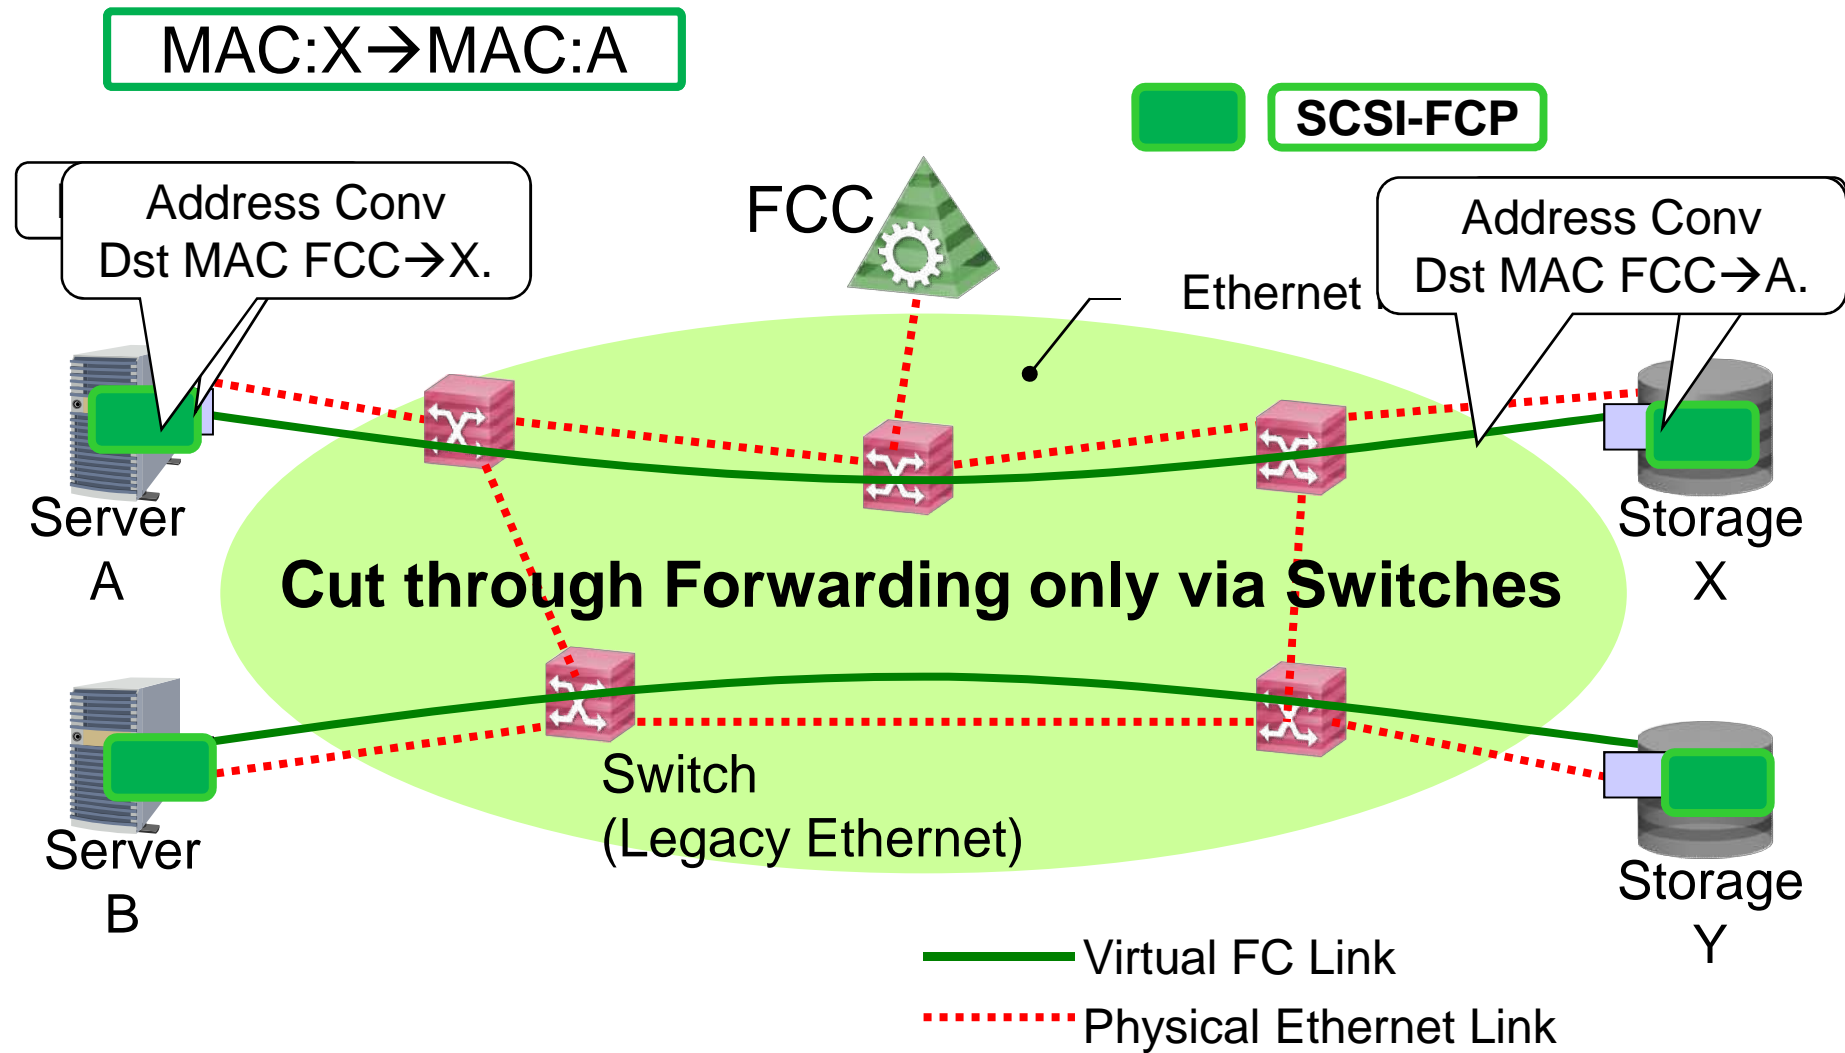 MAC:X→MAC:A
SCSI-FCP
Address Conv
Dst MAC FCC→X.
FCC
Address Conv
Dst MAC FCC→A.
Ethernet
Server
A
Storage
X
Cut through Forwarding only via Switches
Switch
(Legacy Ethernet)
Server
B
Storage
Y
Virtual FC Link
Physical Ethernet Link